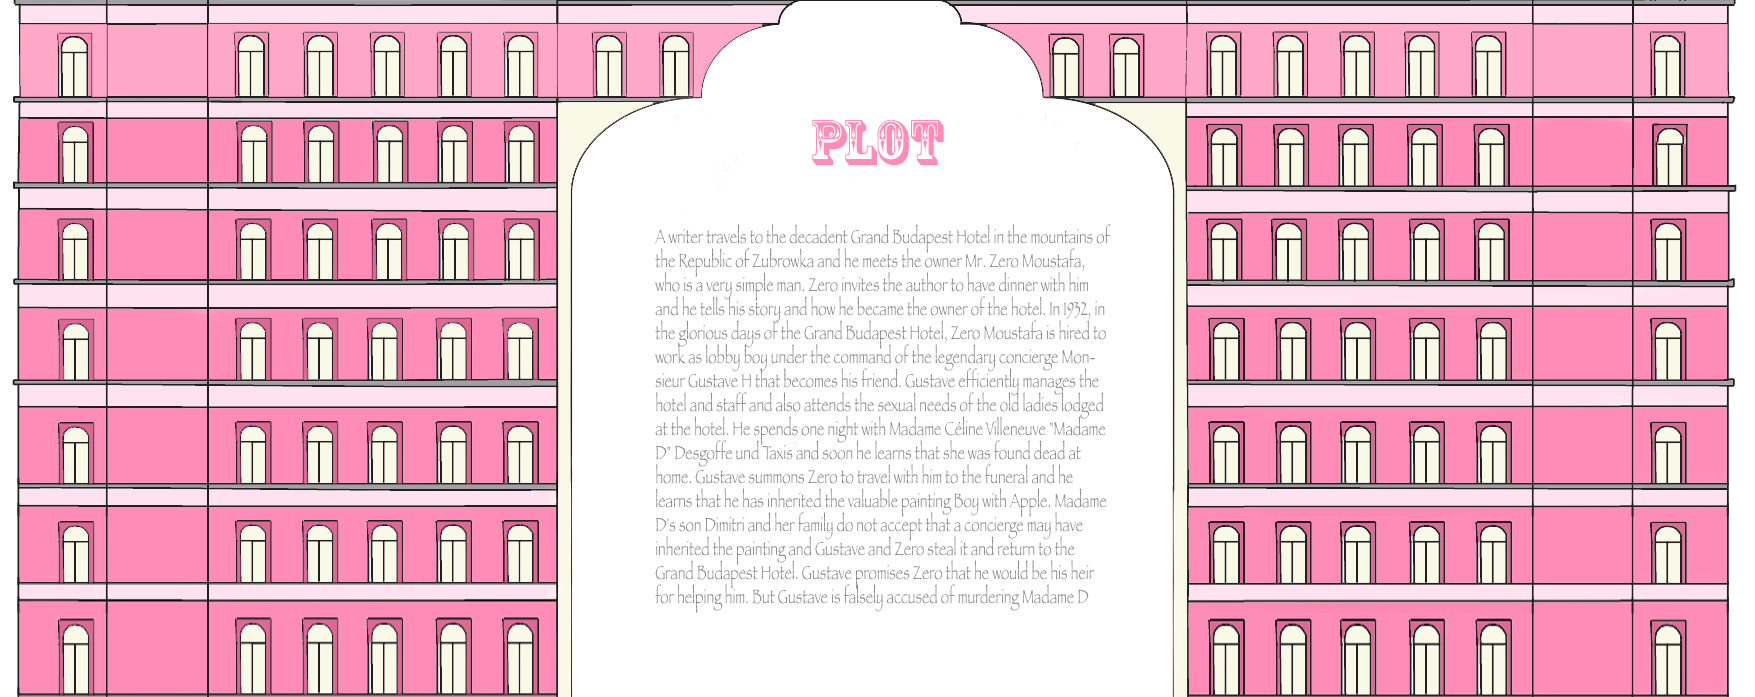 PLOT
A writer travels to the decadent Grand Budapest Hotel in the mountains of
the Republic of Zubrowka and he meets the owner Mr. Zero Moustafa,
who is a very simple man. Zero invites the author to have dinner with him
and he tells his story and how he became the owner of the hotel. In 1932, in
the glorious days of the Grand Budapest Hotel, Zero Moustafa is hired to
work as lobby boy under the command of the legendary concierge Mon-
sieur Gustave H that becomes his friend. Gustave efficiently manages the
hotel and staff and also attends the sexual needs of the old ladies lodged
at the hotel. He spends one night with Madame Céline Villeneuve "Madame
D" Desgoffe und Taxis and soon he learns that she was found dead at
home. Gustave summons Zero to travel with him to the funeral and he
learns that he has inherited the valuable painting Boy with Apple. Madame
D's son Dimitri and her family do not accept that a concierge may have
inherited the painting and Gustave and Zero steal it and return to the
Grand Budapest Hotel. Gustave promises Zero that he would be his heir
for helping him. But Gustave is falsely accused of murdering Madame D